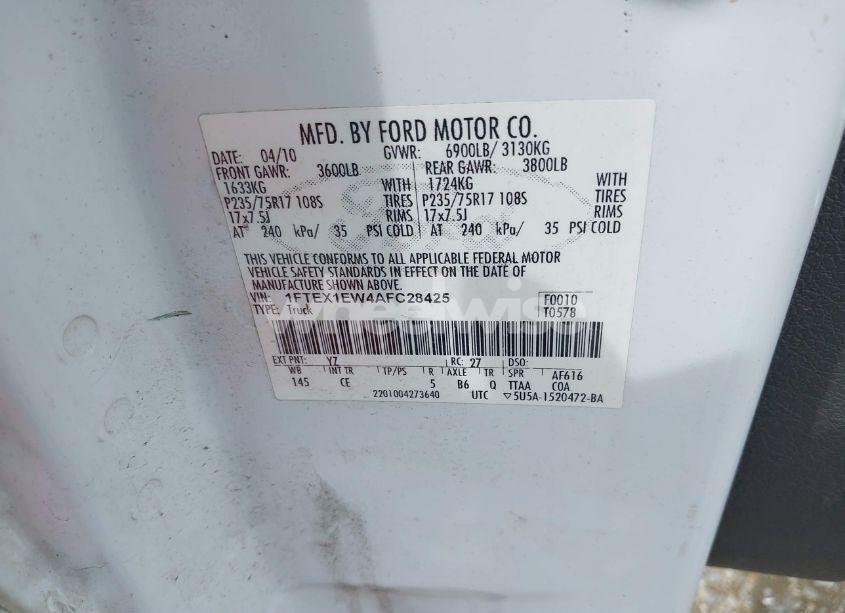 MFD. BY FORD MOTOR CO.
DATE: 04/10 GVWR: 6900LB/ 3130KG
FRONT GAWR: 3600LB REAR GAWR: 3800LB
1633KG WITH 1724KG WITH
P235/75R17 108S TIRES P235/75R17 108S TIRES
17x7.5J RIMS 17x7.5J RIMS
AT 240 kPa/ 35 PSI COLD AT 240 kPa/ 35 PSI COLD
THIS VEHICLE CONFORMS TO ALL APPLICABLE FEDERAL MOTOR
VEHICLE SAFETY STANDARDS IN EFFECT ON THE DATE OF
MANUFACTURE SHOWN ABOVE.
VIN: 1FTEX1EW4AFC28425 F0010
TYPE: Truck T0578
wheelwise
EXT PNT: YZ RC: 27 DSO:
WB INT TR TP/PS R AXLE TR SPR AF616
145 CE 5 B6 Q TTAA COA
2201004273640 UTC ▽5U5A-1520472-BA